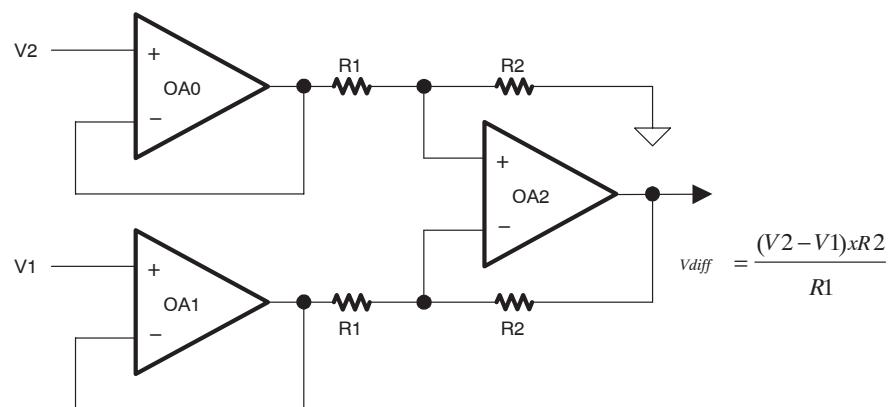 V2
+
OA0
−
R1
R2
+
OA2
−
V1
+
OA1
−
R1
R2
Vdiff = (V2−V1)xR2
R1